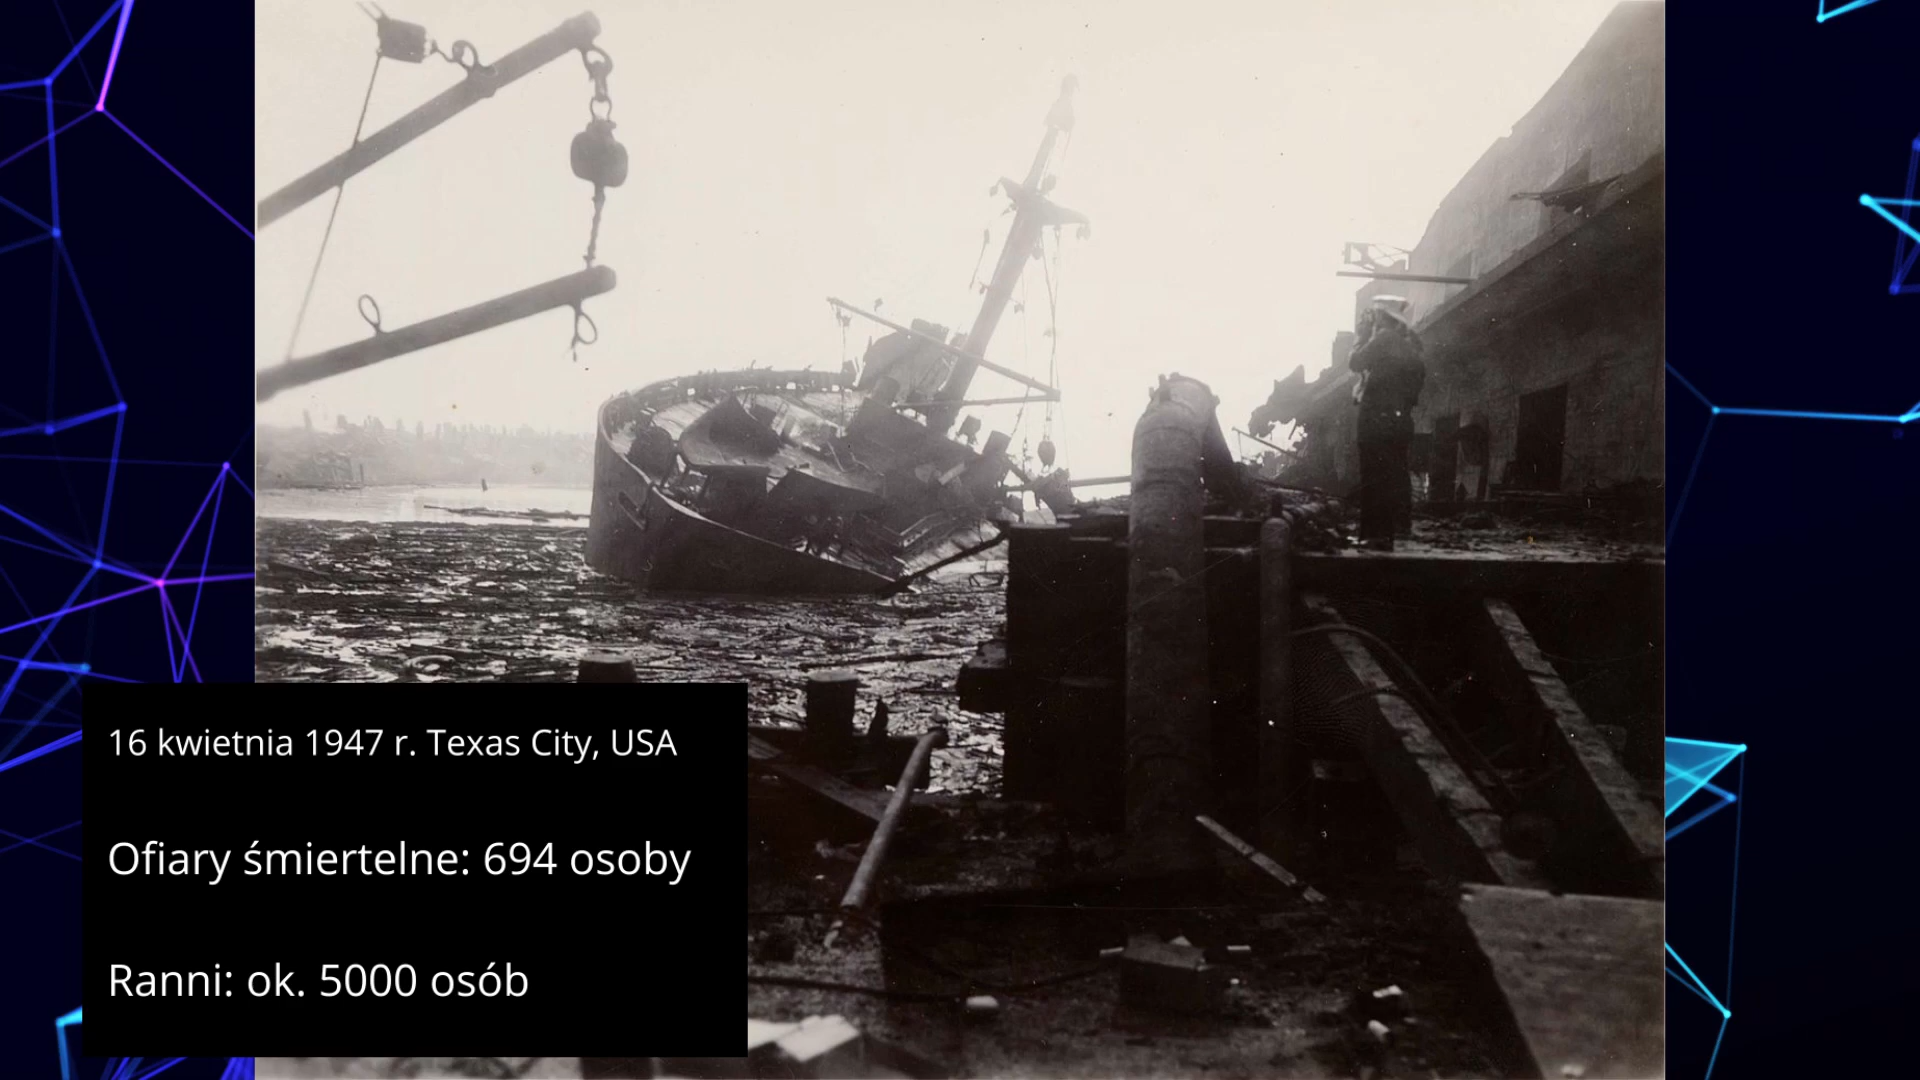 16 kwietnia 1947 r. Texas City, USA
Ofiary śmiertelne: 694 osoby
Ranni: ok. 5000 osób